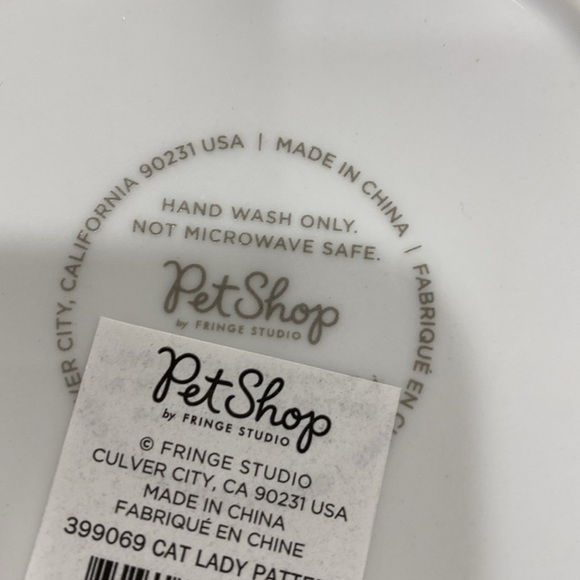 CITY, CALIFORNIA 90231 USA | MADE IN CHINA | FABRIQUÉ EN
HAND WASH ONLY.
NOT MICROWAVE SAFE.
PetShop
by FRINGE STUDIO
PetShop
by FRINGE STUDIO
© FRINGE STUDIO
CULVER CITY, CA 90231 USA
MADE IN CHINA
FABRIQUÉ EN CHINE
399069 CAT LADY